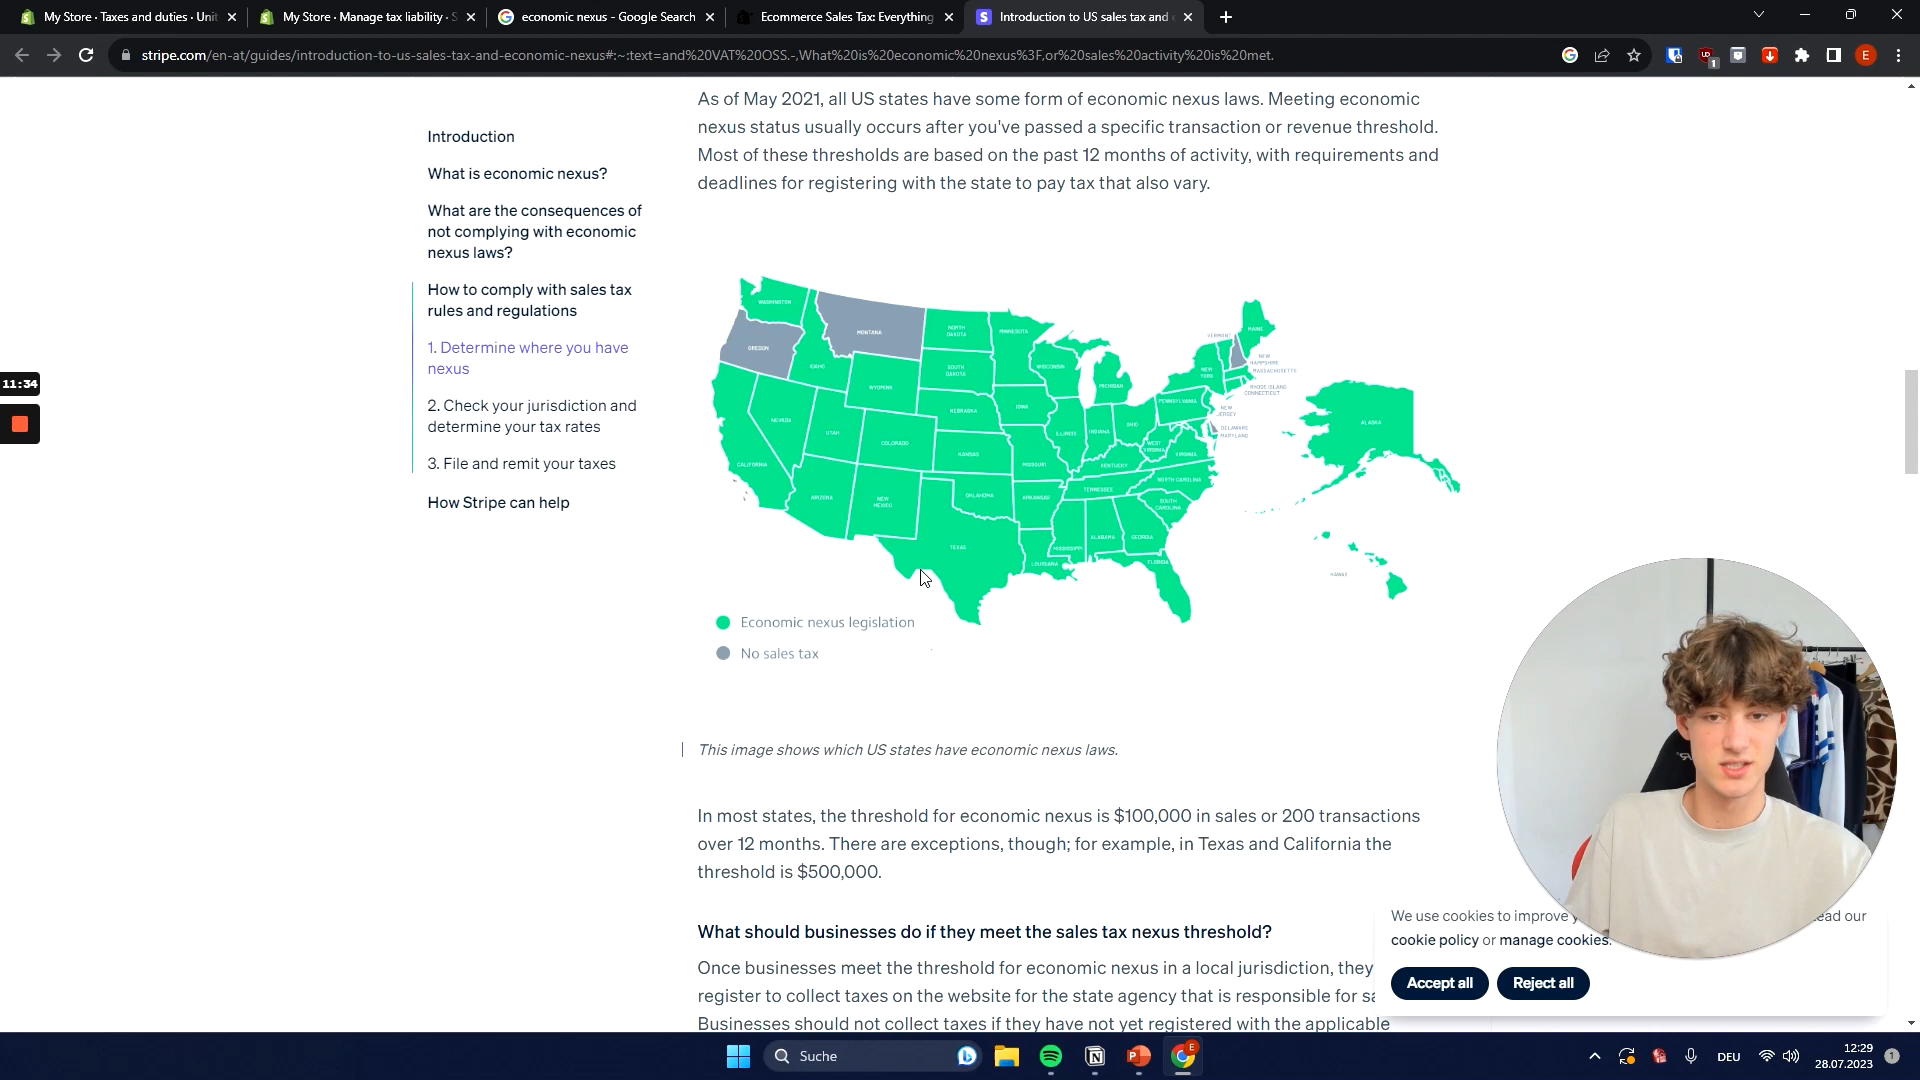 My Store · Taxes and duties · Unit
My Store · Manage tax liability · S
economic nexus - Google Search
Ecommerce Sales Tax: Everything
Introduction to US sales tax and
stripe.com/en-at/guides/introduction-to-us-sales-tax-and-economic-nexus#:~:text=and%20VAT%20OSS.-,What%20is%20economic%20nexus%3F,or%20sales%20activity%20is%20met.
1
E
As of May 2021, all US states have some form of economic nexus laws. Meeting economic
nexus status usually occurs after you've passed a specific transaction or revenue threshold.
Most of these thresholds are based on the past 12 months of activity, with requirements and
deadlines for registering with the state to pay tax that also vary.
Introduction
What is economic nexus?
What are the consequences of
not complying with economic
nexus laws?
How to comply with sales tax
rules and regulations
1. Determine where you have
nexus
2. Check your jurisdiction and
determine your tax rates
3. File and remit your taxes
How Stripe can help
11:34
WASHINGTON
OREGON
MONTANA
IDAHO
WYOMING
NORTH
DAKOTA
SOUTH
DAKOTA
MINNESOTA
WISCONSIN
MICHIGAN
NEBRASKA
IOWA
NEVADA
UTAH
COLORADO
KANSAS
MISSOURI
ILLINOIS
INDIANA
OHIO
CALIFORNIA
ARIZONA
NEW
MEXICO
OKLAHOMA
ARKANSAS
TEXAS
LOUISIANA
MISSISSIPPI
ALABAMA
GEORGIA
FLORIDA
TENNESSEE
KENTUCKY
WEST
VIRGINIA
VIRGINIA
NORTH CAROLINA
SOUTH
CAROLINA
PENNSYLVANIA
NEW
YORK
VERMONT
MAINE
NEW
HAMPSHIRE
MASSACHUSETTS
RHODE ISLAND
CONNECTICUT
NEW
JERSEY
DELAWARE
MARYLAND
ALASKA
HAWAII
Economic nexus legislation
No sales tax
This image shows which US states have economic nexus laws.
In most states, the threshold for economic nexus is $100,000 in sales or 200 transactions
over 12 months. There are exceptions, though; for example, in Texas and California the
threshold is $500,000.
What should businesses do if they meet the sales tax nexus threshold?
Once businesses meet the threshold for economic nexus in a local jurisdiction, they
register to collect taxes on the website for the state agency that is responsible for sa
Businesses should not collect taxes if they have not yet registered with the applicable
We use cookies to improve y
ead our
cookie policy or manage cookies.
Accept all
Reject all
Suche
E
DEU
12:29
28.07.2023
1